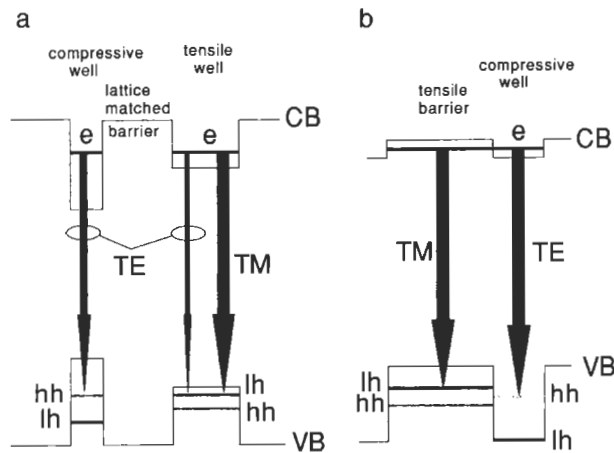 a
compressive
well
tensile
well
lattice
matched
barrier
e
e
CB
TE
TM
hh
lh
lh
hh
VB
b
tensile
barrier
compressive
well
e
CB
TM
TE
lh
hh
VB
hh
lh